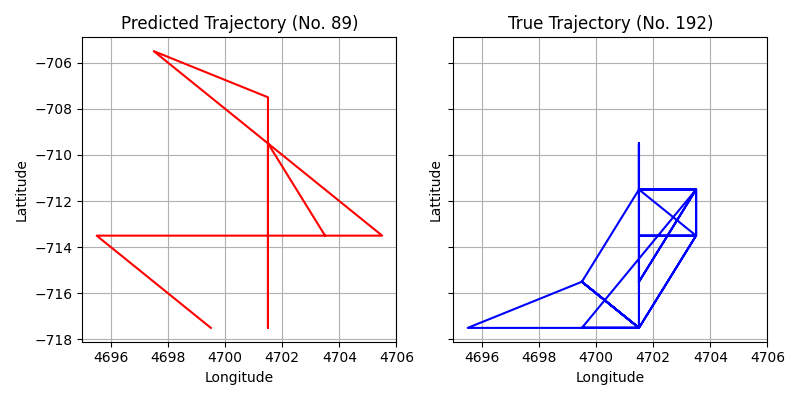 Predicted Trajectory (No. 89)
−706
−708
−710
−712
−714
−716
−718
Lattitude
4696 4698 4700 4702 4704 4706
Longitude
True Trajectory (No. 192)
Lattitude
4696 4698 4700 4702 4704 4706
Longitude